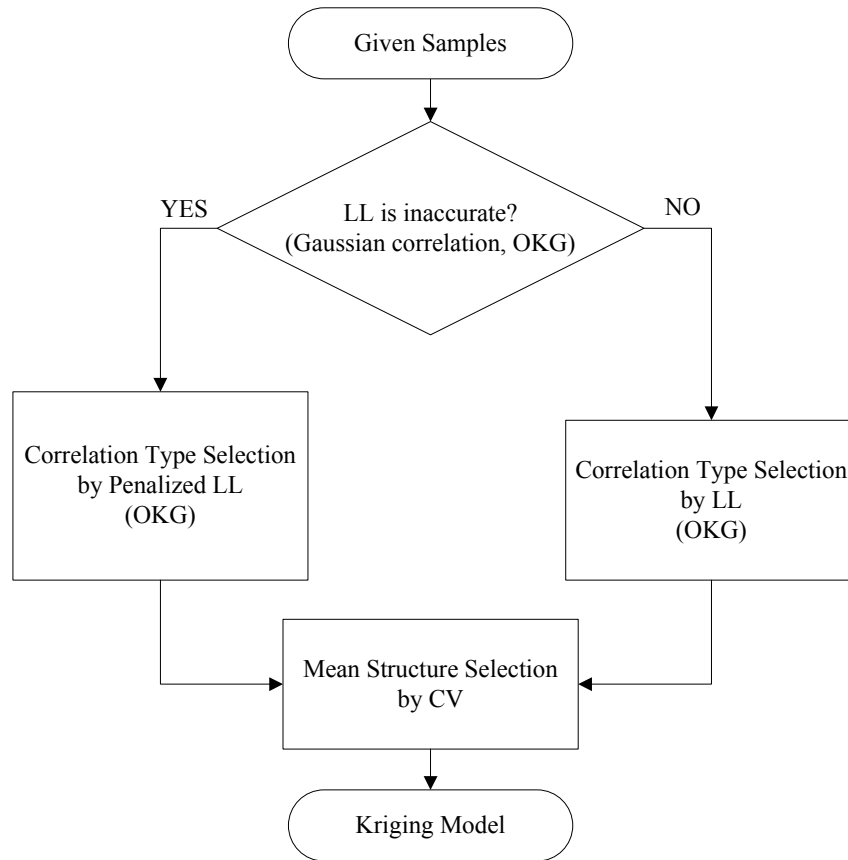 Given Samples
YES
LL is inaccurate?
(Gaussian correlation, OKG)
NO
Correlation Type Selection
by Penalized LL
(OKG)
Correlation Type Selection
by LL
(OKG)
Mean Structure Selection
by CV
Kriging Model